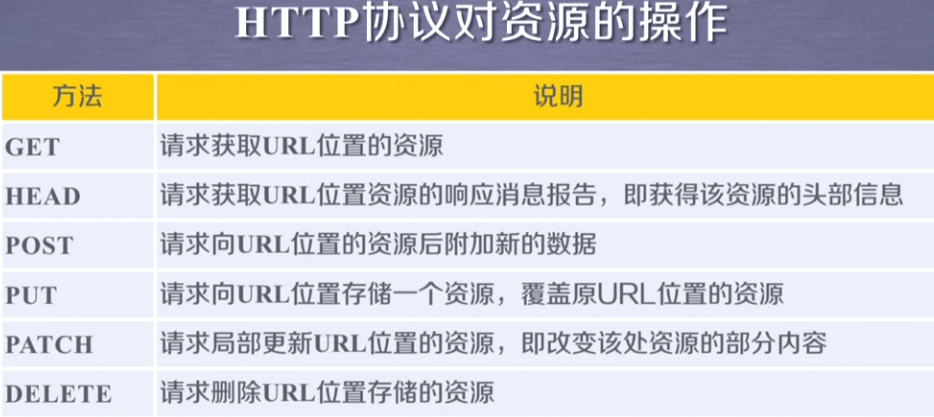 HTTP协议对资源的操作
方法 说明
GET 请求获取URL位置的资源
HEAD 请求获取URL位置资源的响应消息报告，即获得该资源的头部信息
POST 请求向URL位置的资源后附加新的数据
PUT 请求向URL位置存储一个资源，覆盖原URL位置的资源
PATCH 请求局部更新URL位置的资源，即改变该处资源的部分内容
DELETE 请求删除URL位置存储的资源